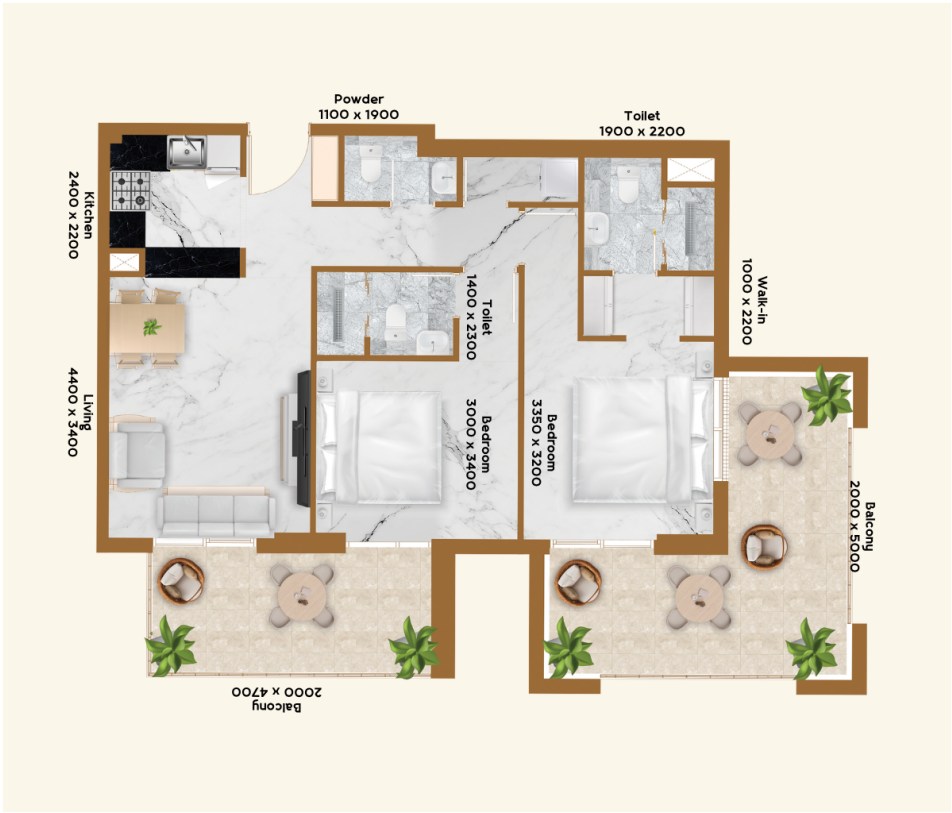 Powder
1100 x 1900
Toilet
1900 x 2200
Kitchen
2400 x 2200
Walk-in
1000 x 2200
Toilet
1400 x 2300
Living
4400 x 3400
Bedroom
3000 x 3400
Bedroom
3350 x 3200
Balcony
2000 x 5000
Balcony
2000 x 4700